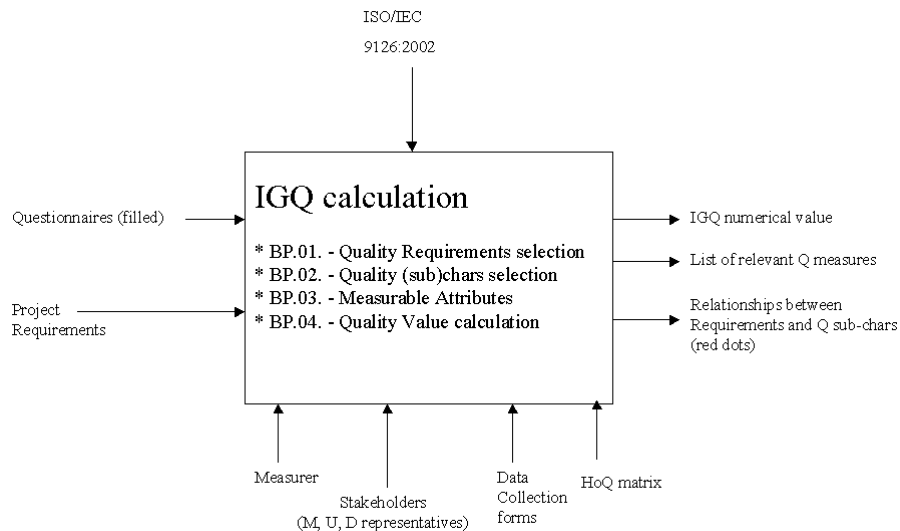 ISO/IEC
9126:2002
IGQ calculation
* BP.01. - Quality Requirements selection
* BP.02. - Quality (sub)chars selection
* BP.03. - Measurable Attributes
* BP.04. - Quality Value calculation
Questionnaires (filled)
Project
Requirements
IGQ numerical value
List of relevant Q measures
Relationships between
Requirements and Q sub-chars
(red dots)
Measurer
Stakeholders
(M, U, D representatives)
Data
Collection
forms
HoQ matrix